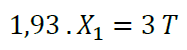 1,93 . X₁ = 3 T